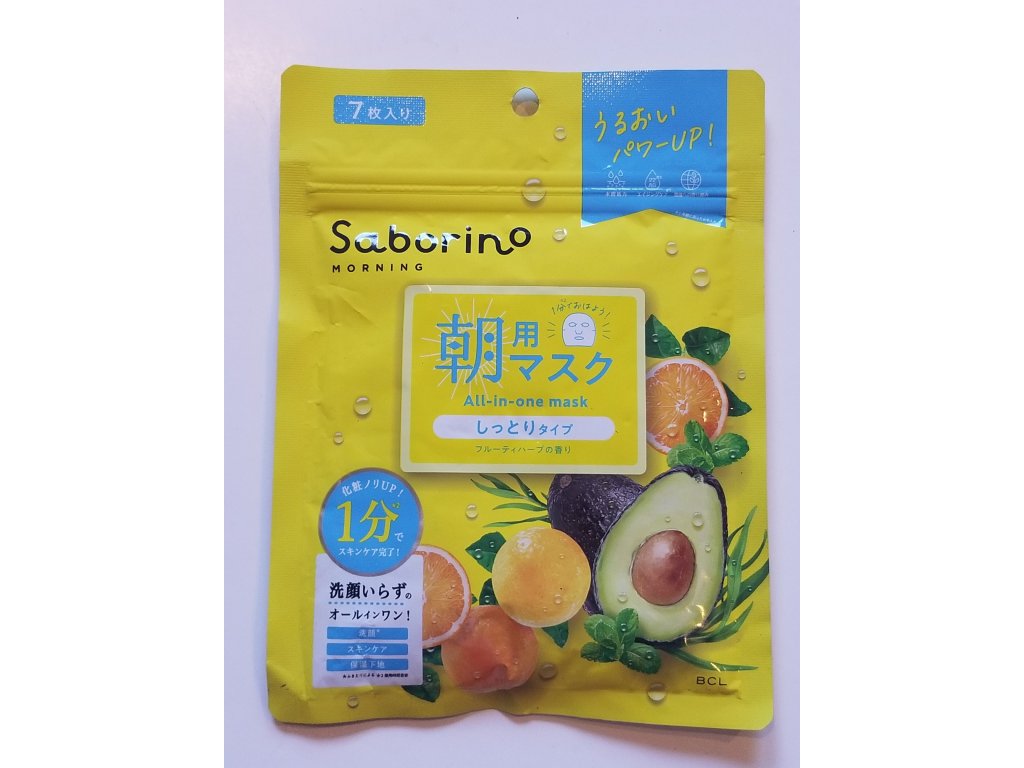 7枚入り
うるおい
パワーUP!
Saborino
MORNING
1分でおはよう!
朝用マスク
All-in-one mask
しっとりタイプ
フルーティハーブの香り
化粧ノリUP!
1分で
スキンケア完了!
洗顔いらずの
オールインワン!
洗顔
スキンケア
保湿下地
BCL